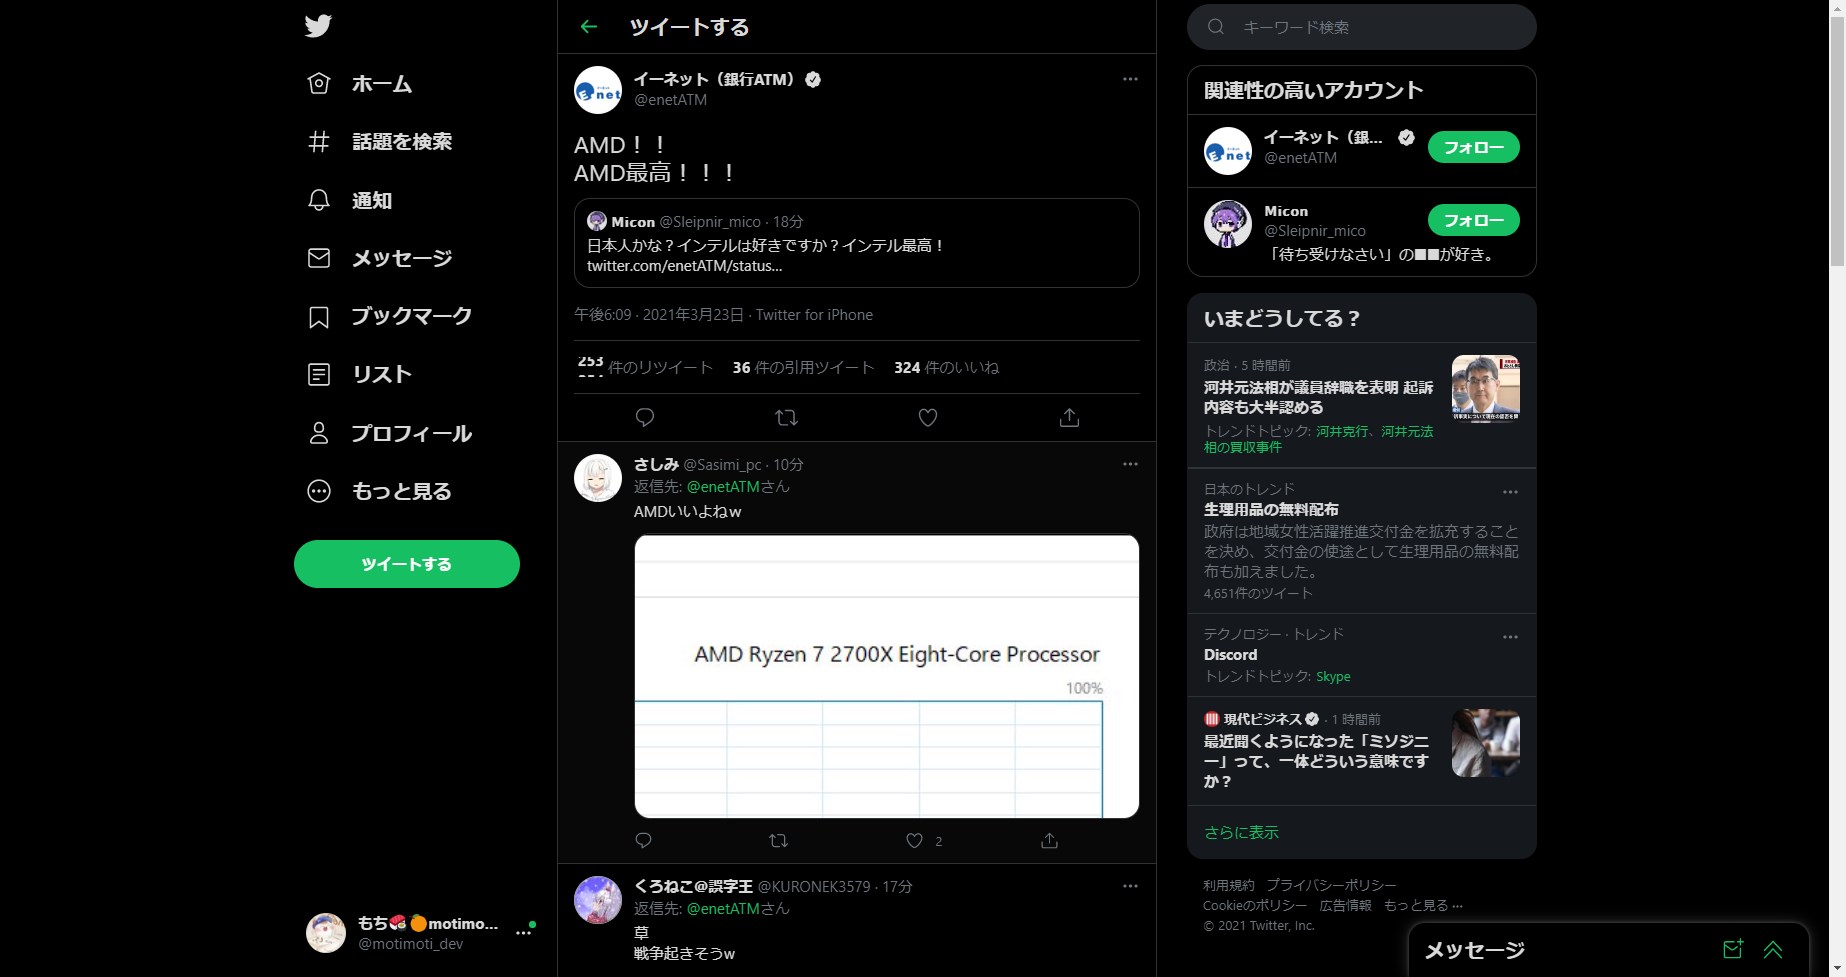 ホーム
話題を検索
通知
メッセージ
ブックマーク
リスト
プロフィール
もっと見る
ツイートする
もち🍣🍊motimo...
@motimoti_dev
ツイートする
イーネット（銀行ATM）
@enetATM
AMD！！
AMD最高！！！
Micon @Sleipnir_mico · 18分
日本人かな？インテルは好きですか？インテル最高！
twitter.com/enetATM/status…
午後6:09 · 2021年3月23日 · Twitter for iPhone
253 件のリツイート 36 件の引用ツイート 324 件のいいね
さしみ @Sasimi_pc · 10分
返信先: @enetATMさん
AMDいいよねw
AMD Ryzen 7 2700X Eight-Core Processor
100%
2
くろねこ@誤字王 @KURONEK3579 · 17分
返信先: @enetATMさん
草
戦争起きそうw
キーワード検索
関連性の高いアカウント
イーネット（銀...
@enetATM
フォロー
Micon
@Sleipnir_mico
フォロー
「待ち受けなさい」の■■が好き。
いまどうしてる？
政治 · 5 時間前
河井元法相が議員辞職を表明 起訴
内容も大半認める
トレンドトピック: 河井克行、河井元法
相の買収事件
日本のトレンド
生理用品の無料配布
政府は地域女性活躍推進交付金を拡充すること
を決め、交付金の使途として生理用品の無料配
布も加えました。
4,651件のツイート
テクノロジー · トレンド
Discord
トレンドトピック: Skype
現代ビジネス · 1 時間前
最近聞くようになった「ミソジニ
ー」って、一体どういう意味です
か？
さらに表示
利用規約 プライバシーポリシー
Cookieのポリシー 広告情報 もっと見る ···
© 2021 Twitter, Inc.
メッセージ